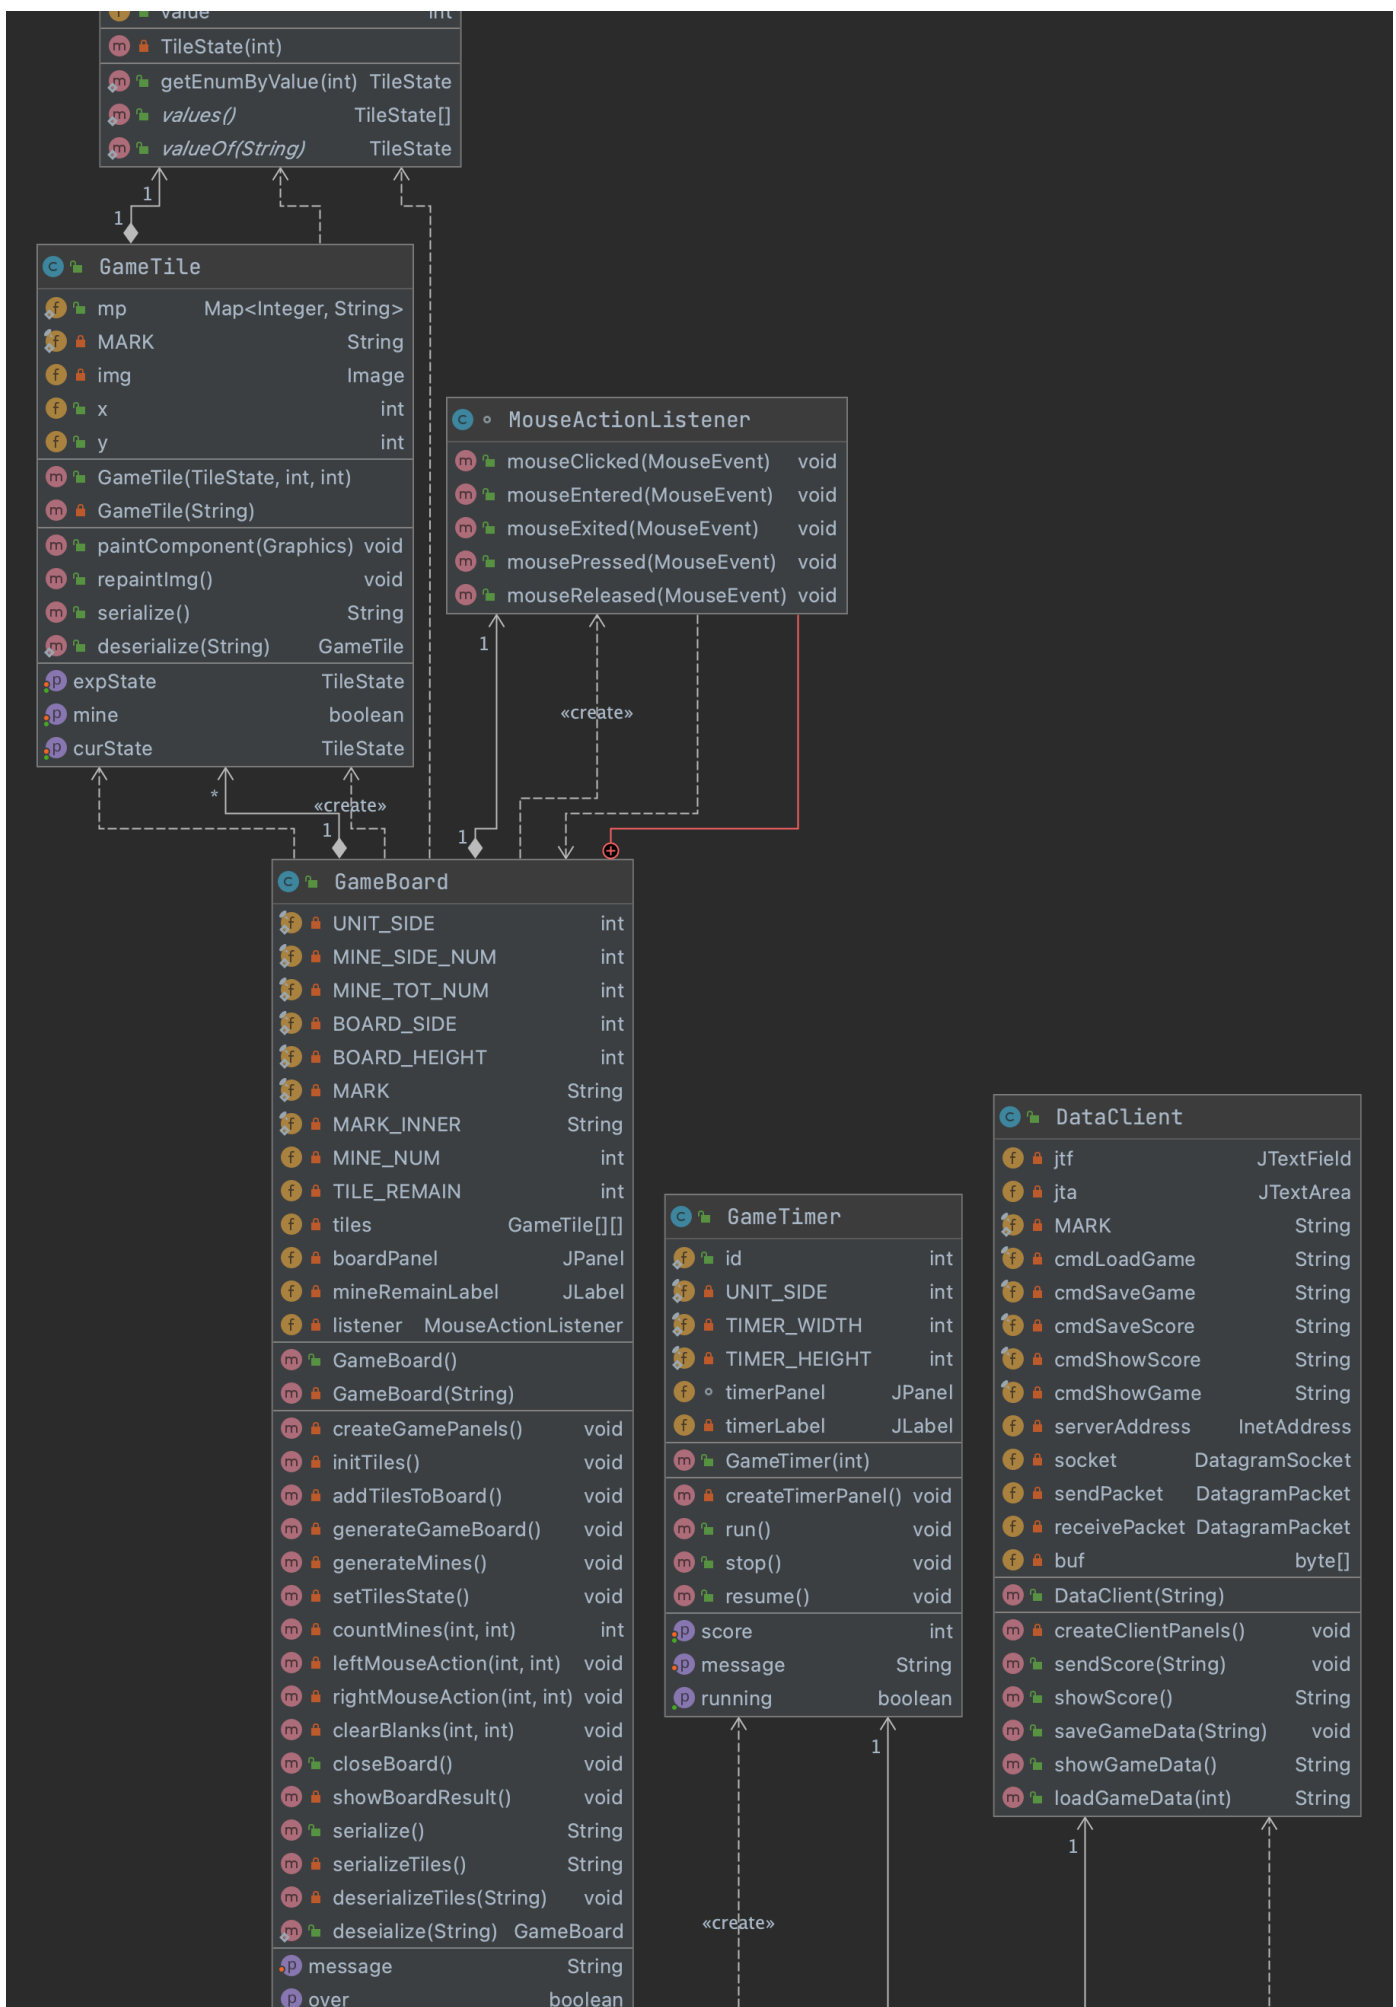 value int
TileState(int)
getEnumByValue(int) TileState
values() TileState[]
valueOf(String) TileState
1
1
GameTile
mp Map<Integer, String>
MARK String
img Image
x int
y int
GameTile(TileState, int, int)
GameTile(String)
paintComponent(Graphics) void
repaintImg() void
serialize() String
deserialize(String) GameTile
expState TileState
mine boolean
curState TileState
MouseActionListener
mouseClicked(MouseEvent) void
mouseEntered(MouseEvent) void
mouseExited(MouseEvent) void
mousePressed(MouseEvent) void
mouseReleased(MouseEvent) void
1
«create»
*
«create»
1
1
GameBoard
UNIT_SIDE int
MINE_SIDE_NUM int
MINE_TOT_NUM int
BOARD_SIDE int
BOARD_HEIGHT int
MARK String
MARK_INNER String
MINE_NUM int
TILE_REMAIN int
tiles GameTile[][]
boardPanel JPanel
mineRemainLabel JLabel
listener MouseActionListener
GameBoard()
GameBoard(String)
createGamePanels() void
initTiles() void
addTilesToBoard() void
generateGameBoard() void
generateMines() void
setTilesState() void
countMines(int, int) int
leftMouseAction(int, int) void
rightMouseAction(int, int) void
clearBlanks(int, int) void
closeBoard() void
showBoardResult() void
serialize() String
serializeTiles() String
deserializeTiles(String) void
deseialize(String) GameBoard
message String
over boolean
GameTimer
id int
UNIT_SIDE int
TIMER_WIDTH int
TIMER_HEIGHT int
timerPanel JPanel
timerLabel JLabel
GameTimer(int)
createTimerPanel() void
run() void
stop() void
resume() void
score int
message String
running boolean
1
«create»
DataClient
jtf JTextField
jta JTextArea
MARK String
cmdLoadGame String
cmdSaveGame String
cmdSaveScore String
cmdShowScore String
cmdShowGame String
serverAddress InetAddress
socket DatagramSocket
sendPacket DatagramPacket
receivePacket DatagramPacket
buf byte[]
DataClient(String)
createClientPanels() void
sendScore(String) void
showScore() String
saveGameData(String) void
showGameData() String
loadGameData(int) String
1